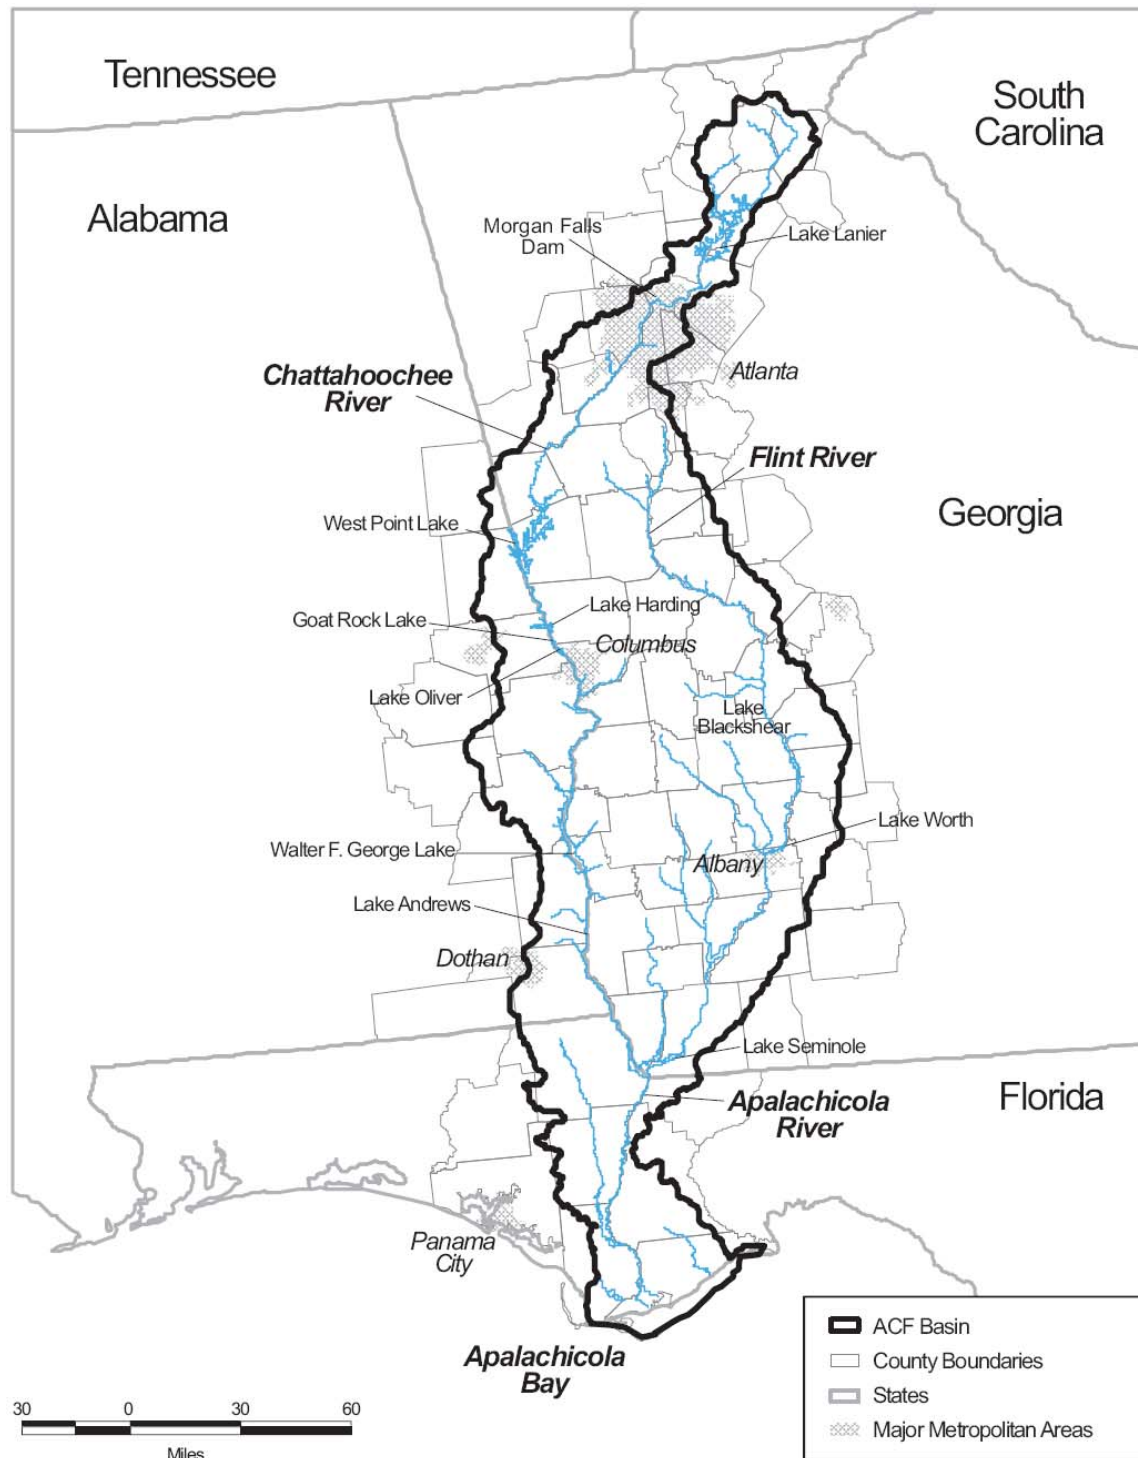 Tennessee
South
Carolina
Alabama
Morgan Falls
Dam
Lake Lanier
Chattahoochee
River
Atlanta
Flint River
Georgia
West Point Lake
Lake Harding
Goat Rock Lake
Columbus
Lake Oliver
Lake
Blackshear
Lake Worth
Walter F. George Lake
Albany
Lake Andrews
Dothan
Lake Seminole
Apalachicola
River
Florida
Panama
City
Apalachicola
Bay
ACF Basin
County Boundaries
States
Major Metropolitan Areas
30 0 30 60
Miles